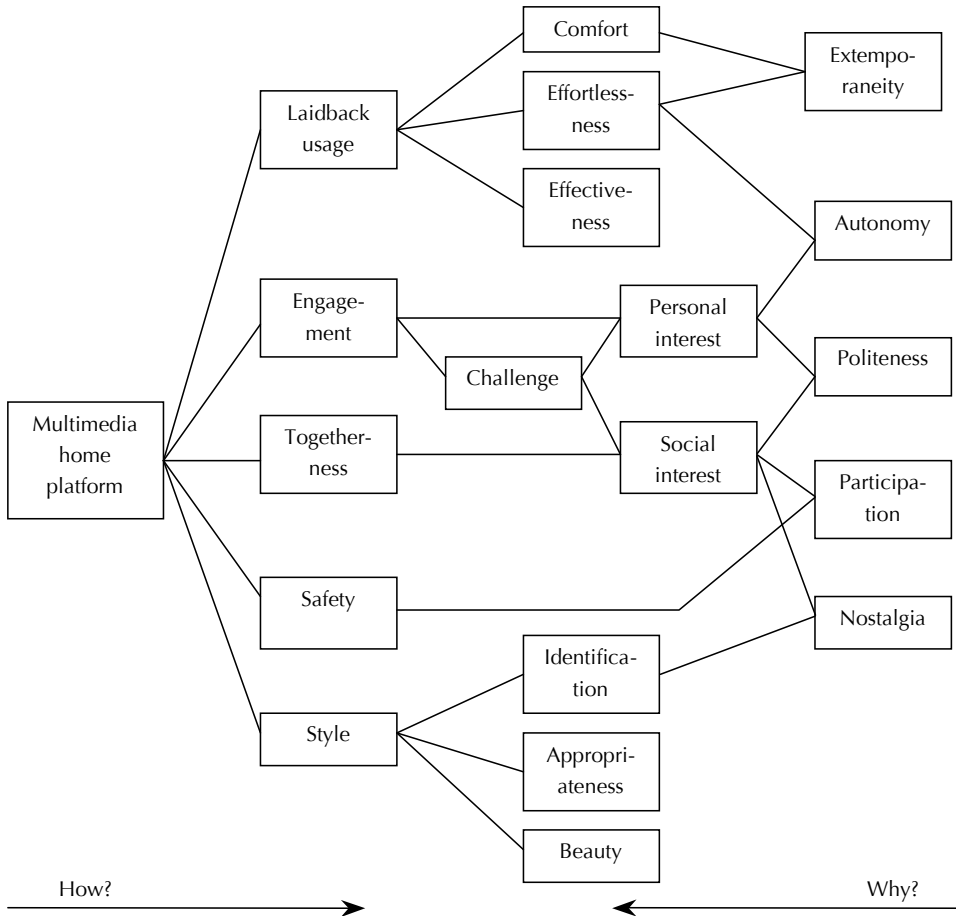 Comfort
Extempo-
raneity
Effortless-
ness
Laidback
usage
Effective-
ness
Autonomy
Engage-
ment
Personal
interest
Politeness
Challenge
Multimedia
home
platform
Together-
ness
Social
interest
Participa-
tion
Safety
Nostalgia
Identifica-
tion
Style
Appropri-
ateness
Beauty
How?
Why?